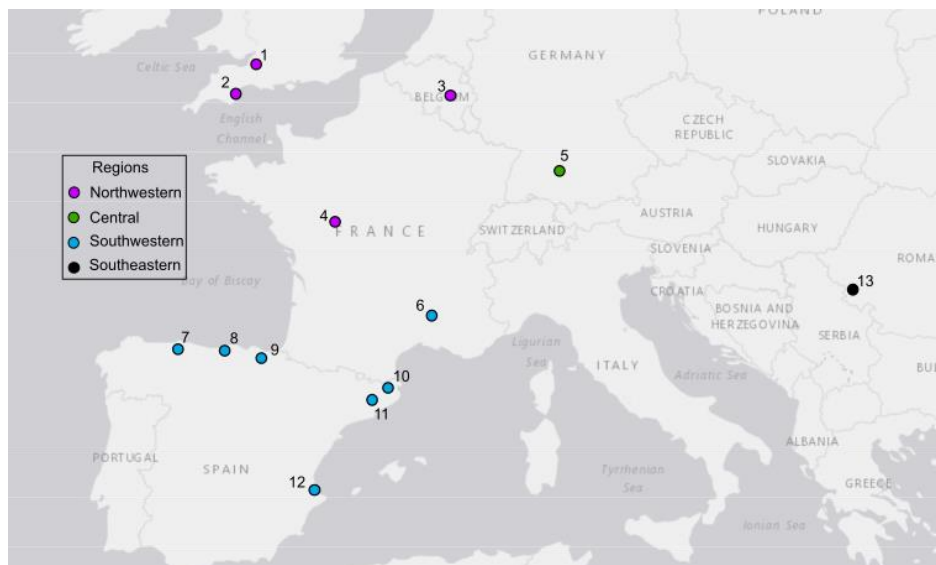 POLAND
GERMANY
Celtic Sea
1
2
3
BELGIUM
English
Channel
CZECH
REPUBLIC
5
SLOVAKIA
Regions
Northwestern
Central
Southwestern
Southeastern
4
FRANCE
SWITZERLAND
AUSTRIA
HUNGARY
SLOVENIA
ROMA
Bay of Biscay
CROATIA
13
BOSNIA AND
HERZEGOVINA
6
SERBIA
7
8
9
Ligurian
Sea
ITALY
Adriatic Sea
BU
10
11
ALBANIA
PORTUGAL
SPAIN
12
Tyrrhenian
Sea
GREECE
Ionian Sea